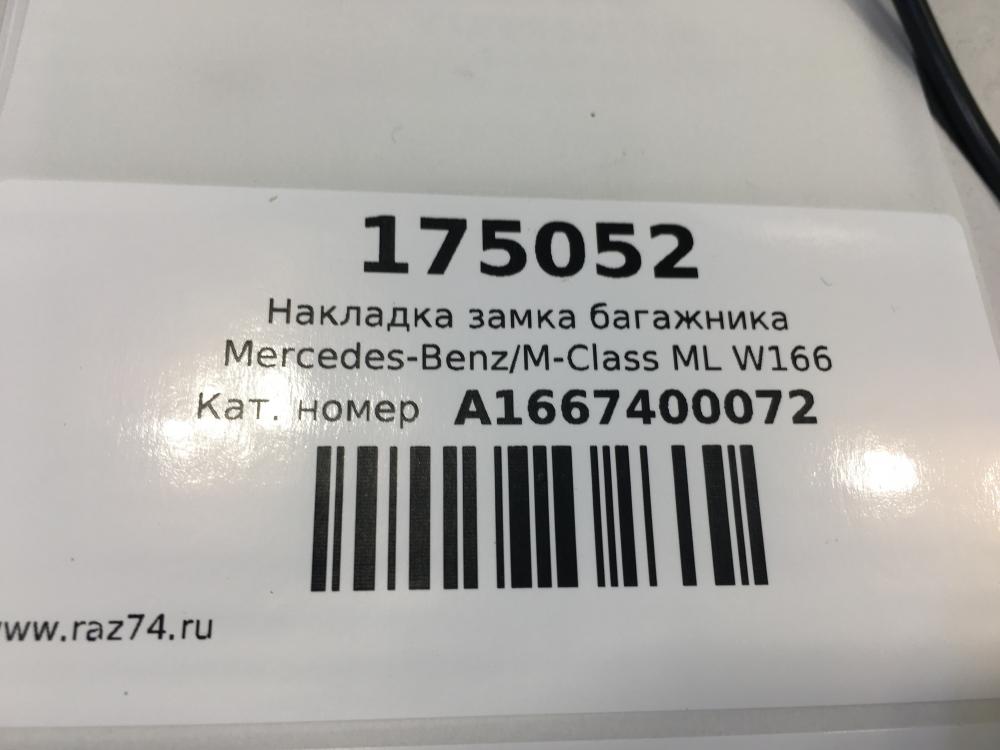 175052
Накладка замка багажника
Mercedes-Benz/M-Class ML W166
Кат. номер A1667400072
www.raz74.ru